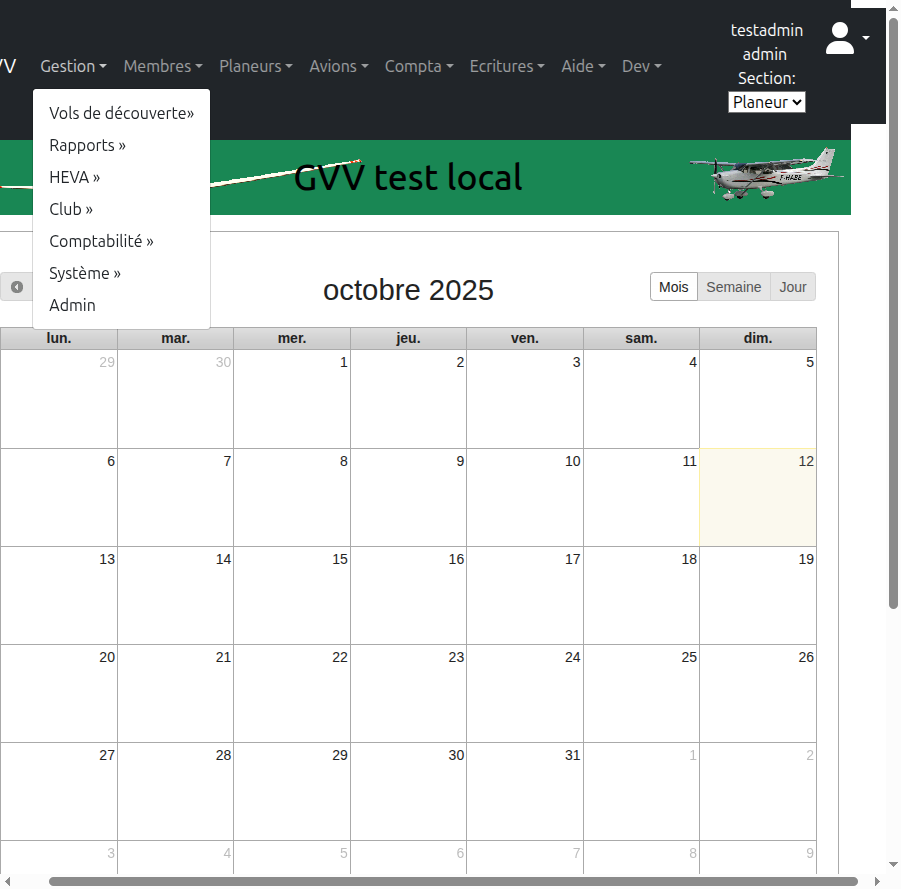 testadmin
admin
Section:
Planeur
VV Gestion Membres Planeurs Avions Compta Ecritures Aide Dev
Vols de découverte»
Rapports »
HEVA »
Club »
Comptabilité »
Système »
Admin
GVV test local
F-HABE
octobre 2025
Mois Semaine Jour
lun. mar. mer. jeu. ven. sam. dim.
29 30 1 2 3 4 5
6 7 8 9 10 11 12
13 14 15 16 17 18 19
20 21 22 23 24 25 26
27 28 29 30 31 1 2
3 4 5 6 7 8 9